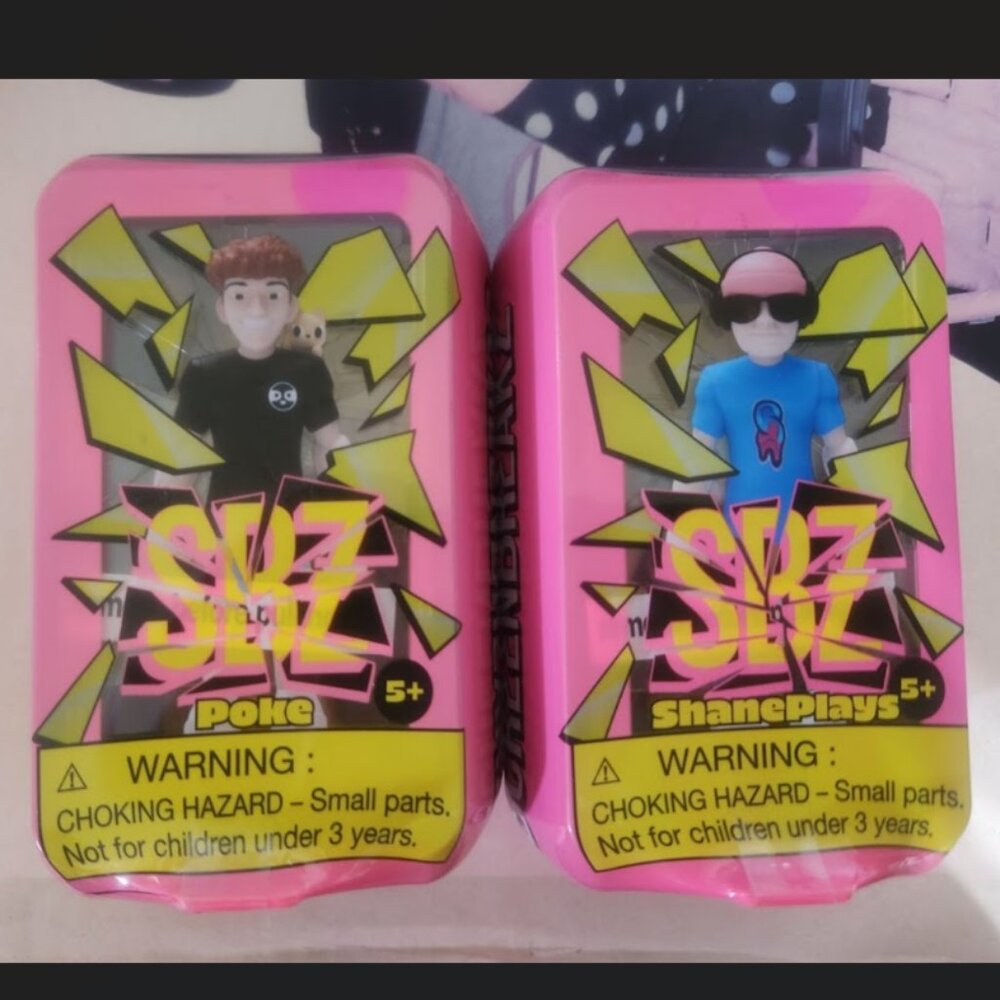 SBZ
Poke
5+
WARNING :
CHOKING HAZARD – Small parts.
Not for children under 3 years.
SBZ
ShanePlays
5+
WARNING :
CHOKING HAZARD – Small parts.
Not for children under 3 years.